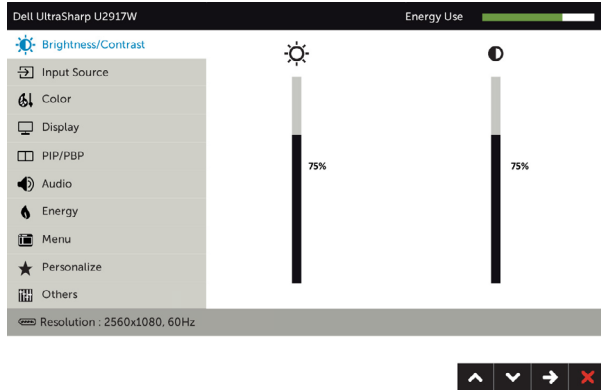 Dell UltraSharp U2917W
Energy Use
Brightness/Contrast
Input Source
Color
Display
PIP/PBP
Audio
Energy
Menu
Personalize
Others
75%
75%
Resolution : 2560x1080, 60Hz